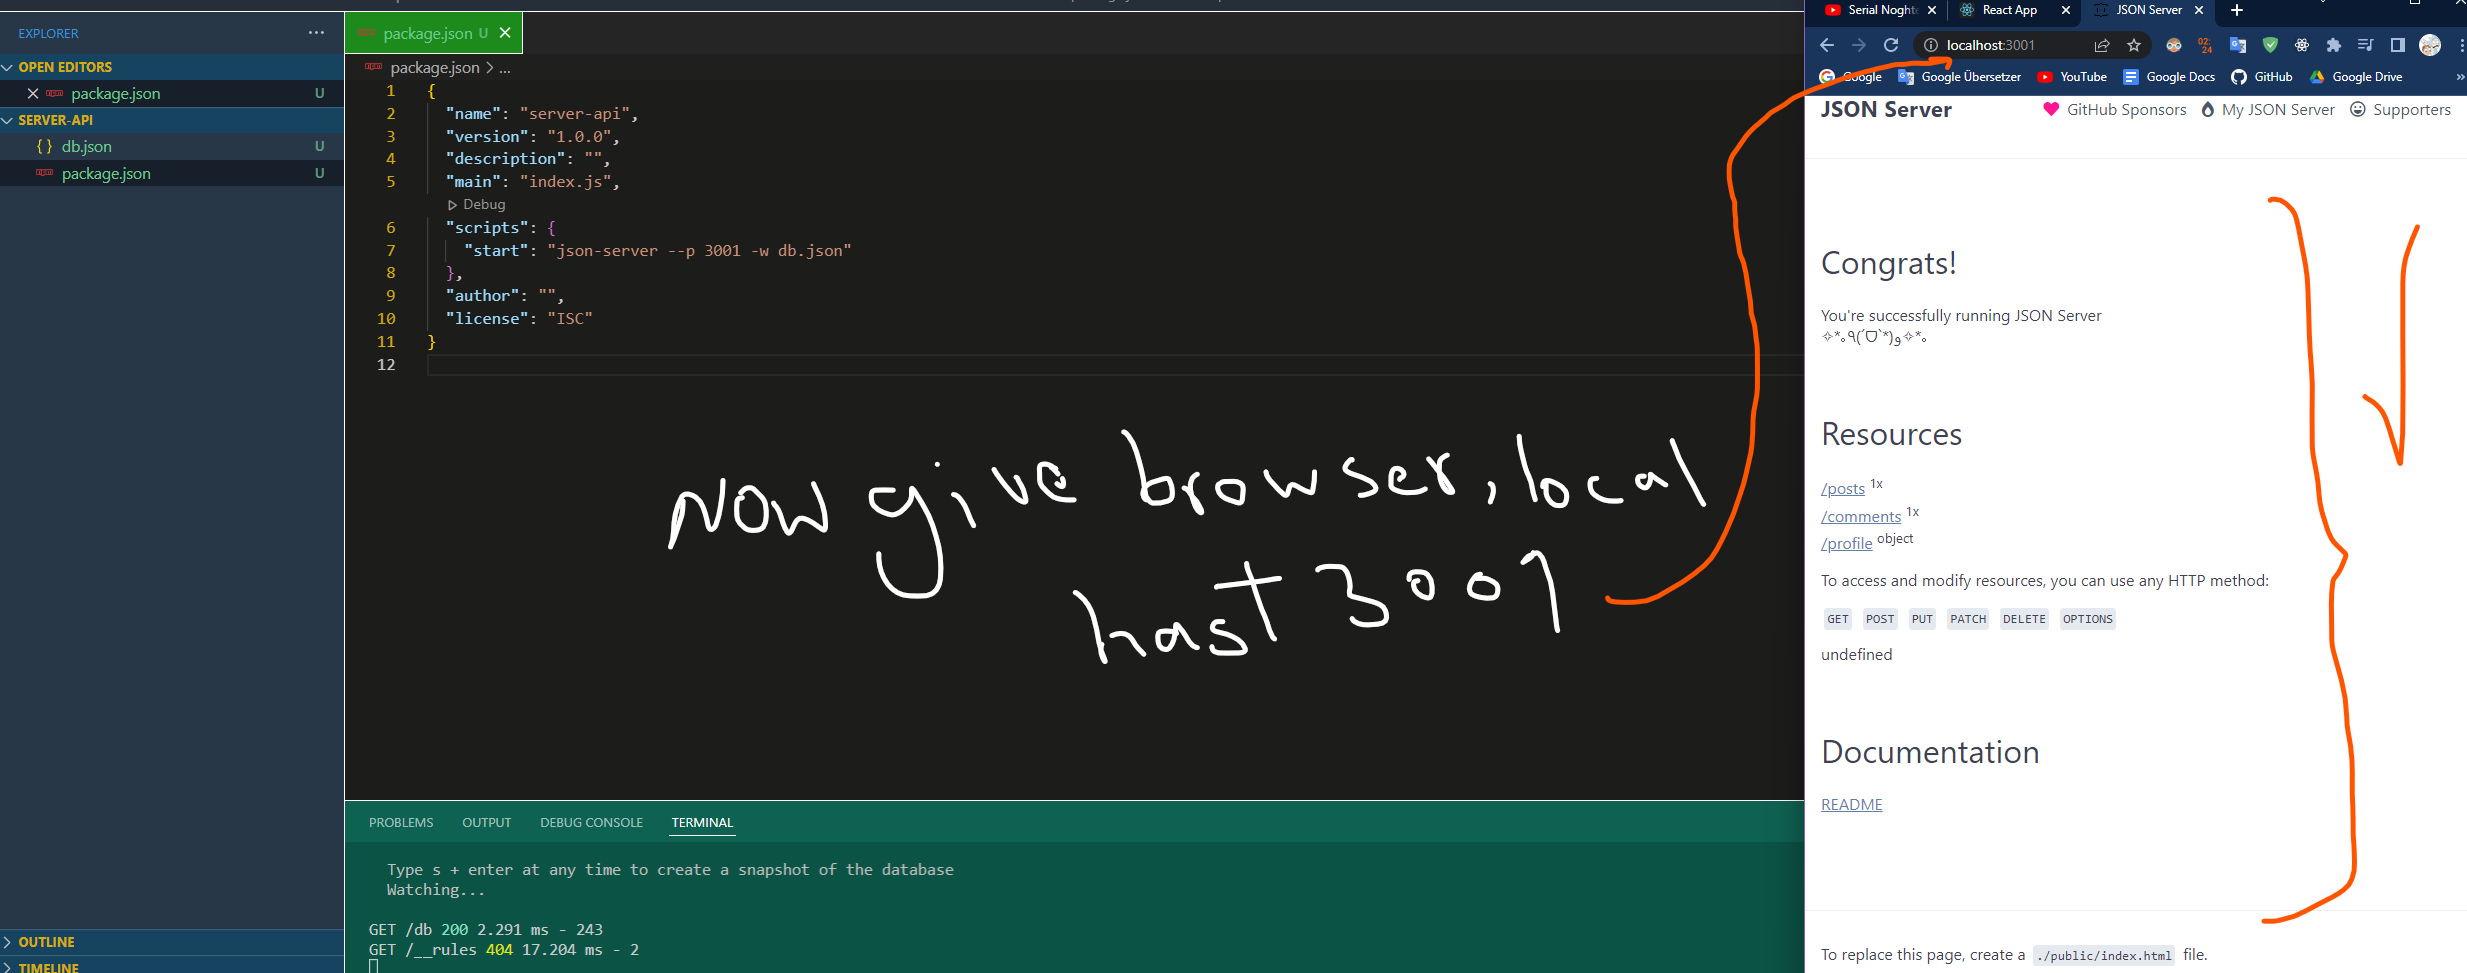 EXPLORER
OPEN EDITORS
package.json U
SERVER-API
{} db.json U
package.json U
OUTLINE
TIMELINE
package.json U
package.json > ...
1 {
2 "name": "server-api",
3 "version": "1.0.0",
4 "description": "",
5 "main": "index.js",
Debug
6 "scripts": {
7 "start": "json-server --p 3001 -w db.json"
8 },
9 "author": "",
10 "license": "ISC"
11 }
12
Now give browser, local
hast 3001
PROBLEMS OUTPUT DEBUG CONSOLE TERMINAL
Type s + enter at any time to create a snapshot of the database
Watching...
GET /db 200 2.291 ms - 243
GET /__rules 404 17.204 ms - 2
Serial Noght React App JSON Server
localhost:3001 02: 24
Google Google Übersetzer YouTube Google Docs GitHub Google Drive »
JSON Server GitHub Sponsors My JSON Server Supporters
Congrats!
You're successfully running JSON Server
✧*｡٩(ˊᗜˋ*)و✧*｡
Resources
/posts 1x
/comments 1x
/profile object
To access and modify resources, you can use any HTTP method:
GET POST PUT PATCH DELETE OPTIONS
undefined
Documentation
README
To replace this page, create a ./public/index.html file.